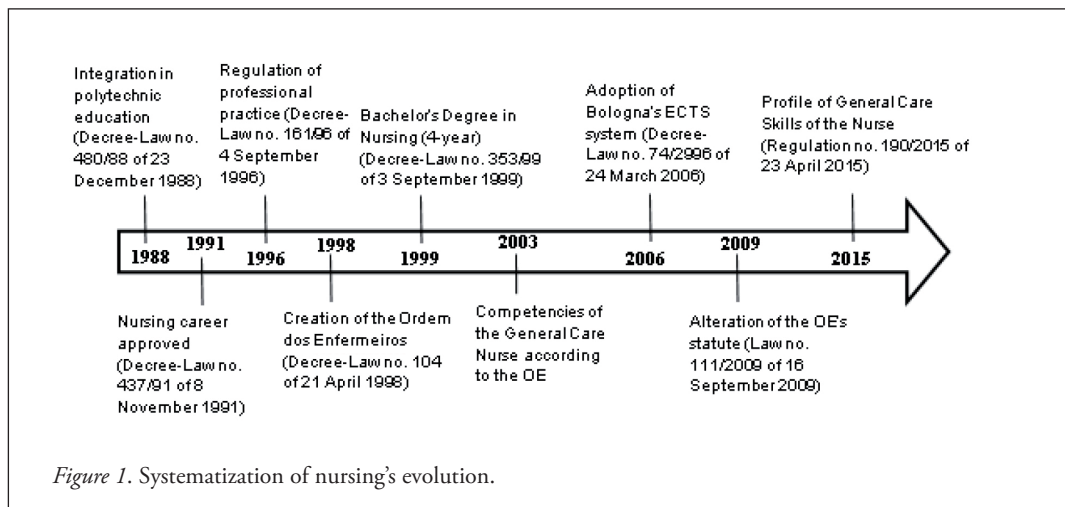 Integration in
polytechnic
education
(Decree-Law no.
480/88 of 23
December 1988)
Regulation of
professional
practice (Decree-
Law no. 161/96 of
4 September
1996)
Bachelor's Degree in
Nursing (4-year)
(Decree-Law no. 353/99
of 3 September 1999)
Adoption of
Bologna's ECTS
system (Decree-
Law no. 74/2996 of
24 March 2006)
Profile of General Care
Skills of the Nurse
(Regulation no. 190/2015 of
23 April 2015)
1988
1991
1996
1998
1999
2003
2006
2009
2015
Nursing career
approved
(Decree-Law no.
437/91 of 8
November 1991)
Creation of the Ordem
dos Enfermeiros
(Decree-Law no. 104
of 21 April 1998)
Competencies of
the General Care
Nurse according
to the OE
Alteration of the OE's
statute (Law no.
111/2009 of 16
September 2009)
Figure 1. Systematization of nursing's evolution.